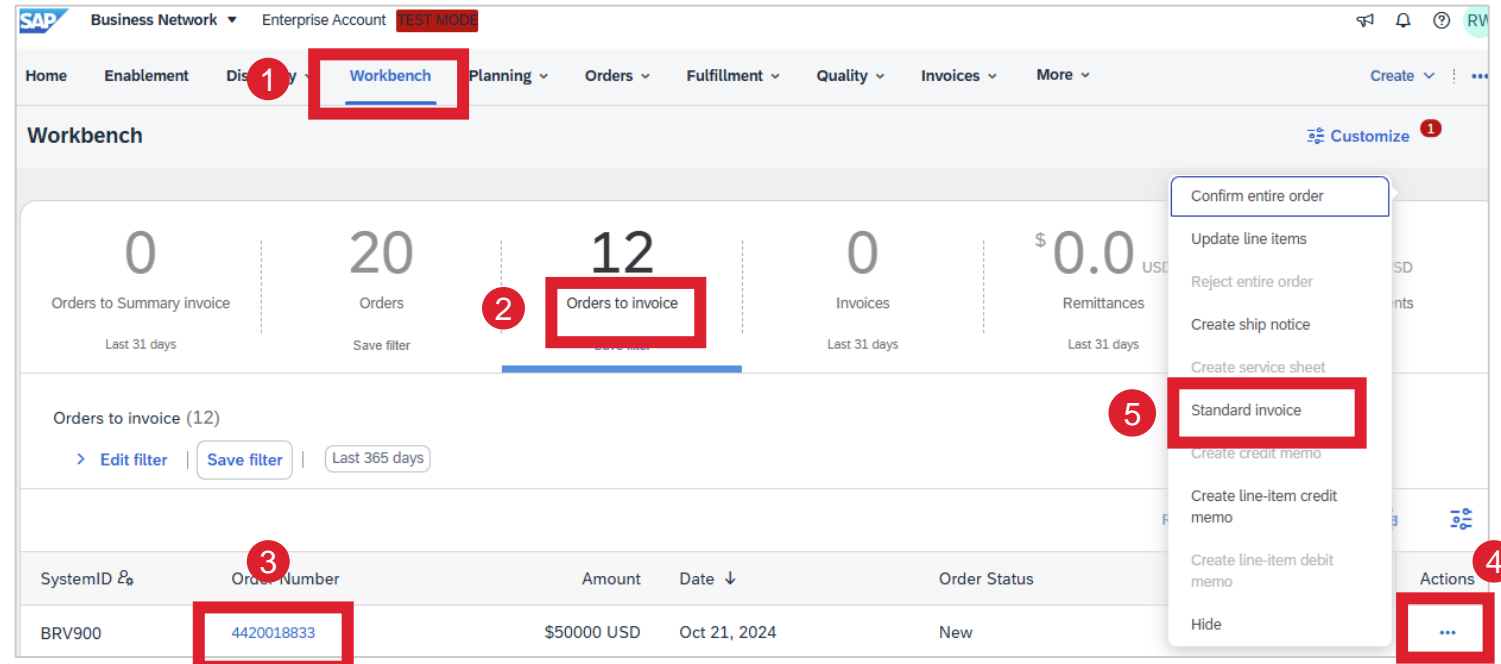 SAP Business Network Enterprise Account TEST MODE RW
Home Enablement Workbench Planning Orders Fulfillment Quality Invoices More Create
1
Workbench Customize 1
Confirm entire order
Update line items
Reject entire order
Create ship notice
Create service sheet
Standard invoice
Create credit memo
Create line-item credit
memo
Create line-item debit
memo
Hide
0 20 12 0 $ 0.0
Orders to Summary invoice Orders Orders to invoice Invoices Remittances
2
Last 31 days Save filter Last 31 days Last 31 days
5
Orders to invoice (12)
Edit filter | Save filter | Last 365 days
3
4
SystemID Order Number Amount Date ↓ Order Status Actions
BRV900 4420018833 $50000 USD Oct 21, 2024 New •••